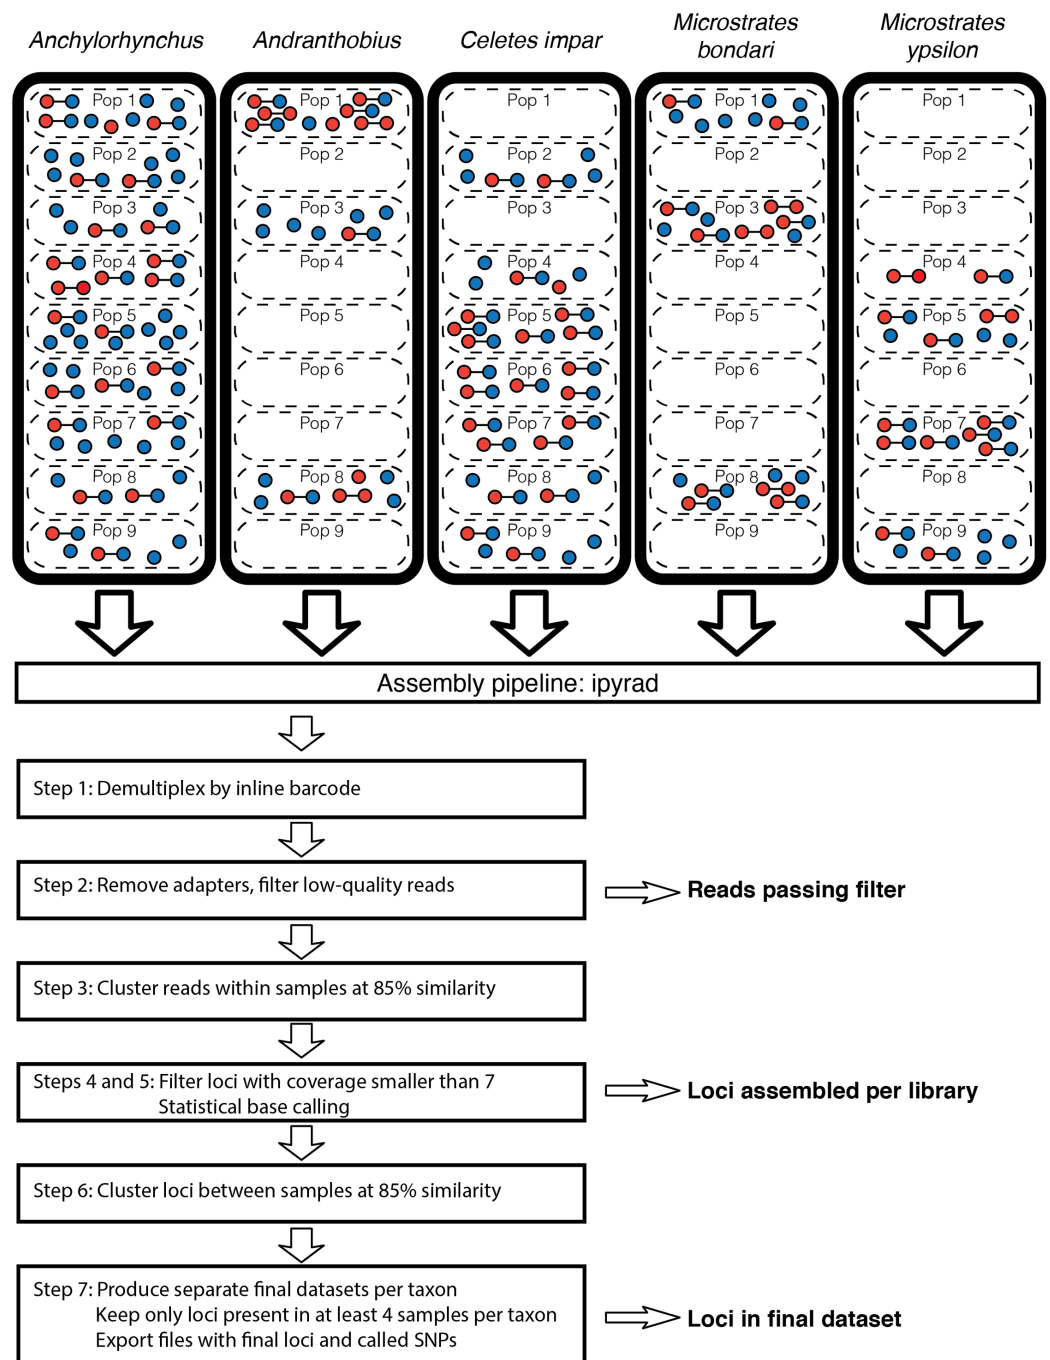 Anchylorhynchus
Andranthobius
Celetes impar
Microstrates
bondari
Microstrates
ypsilon
Pop 1
Pop 2
Pop 3
Pop 4
Pop 5
Pop 6
Pop 7
Pop 8
Pop 9
Pop 1
Pop 2
Pop 3
Pop 4
Pop 5
Pop 6
Pop 7
Pop 8
Pop 9
Pop 1
Pop 2
Pop 3
Pop 4
Pop 5
Pop 6
Pop 7
Pop 8
Pop 9
Pop 1
Pop 2
Pop 3
Pop 4
Pop 5
Pop 6
Pop 7
Pop 8
Pop 9
Pop 1
Pop 2
Pop 3
Pop 4
Pop 5
Pop 6
Pop 7
Pop 8
Pop 9
Assembly pipeline: ipyrad
Step 1: Demultiplex by inline barcode
Step 2: Remove adapters, filter low-quality reads
Reads passing filter
Step 3: Cluster reads within samples at 85% similarity
Steps 4 and 5: Filter loci with coverage smaller than 7
Statistical base calling
Loci assembled per library
Step 6: Cluster loci between samples at 85% similarity
Step 7: Produce separate final datasets per taxon
Keep only loci present in at least 4 samples per taxon
Export files with final loci and called SNPs
Loci in final dataset